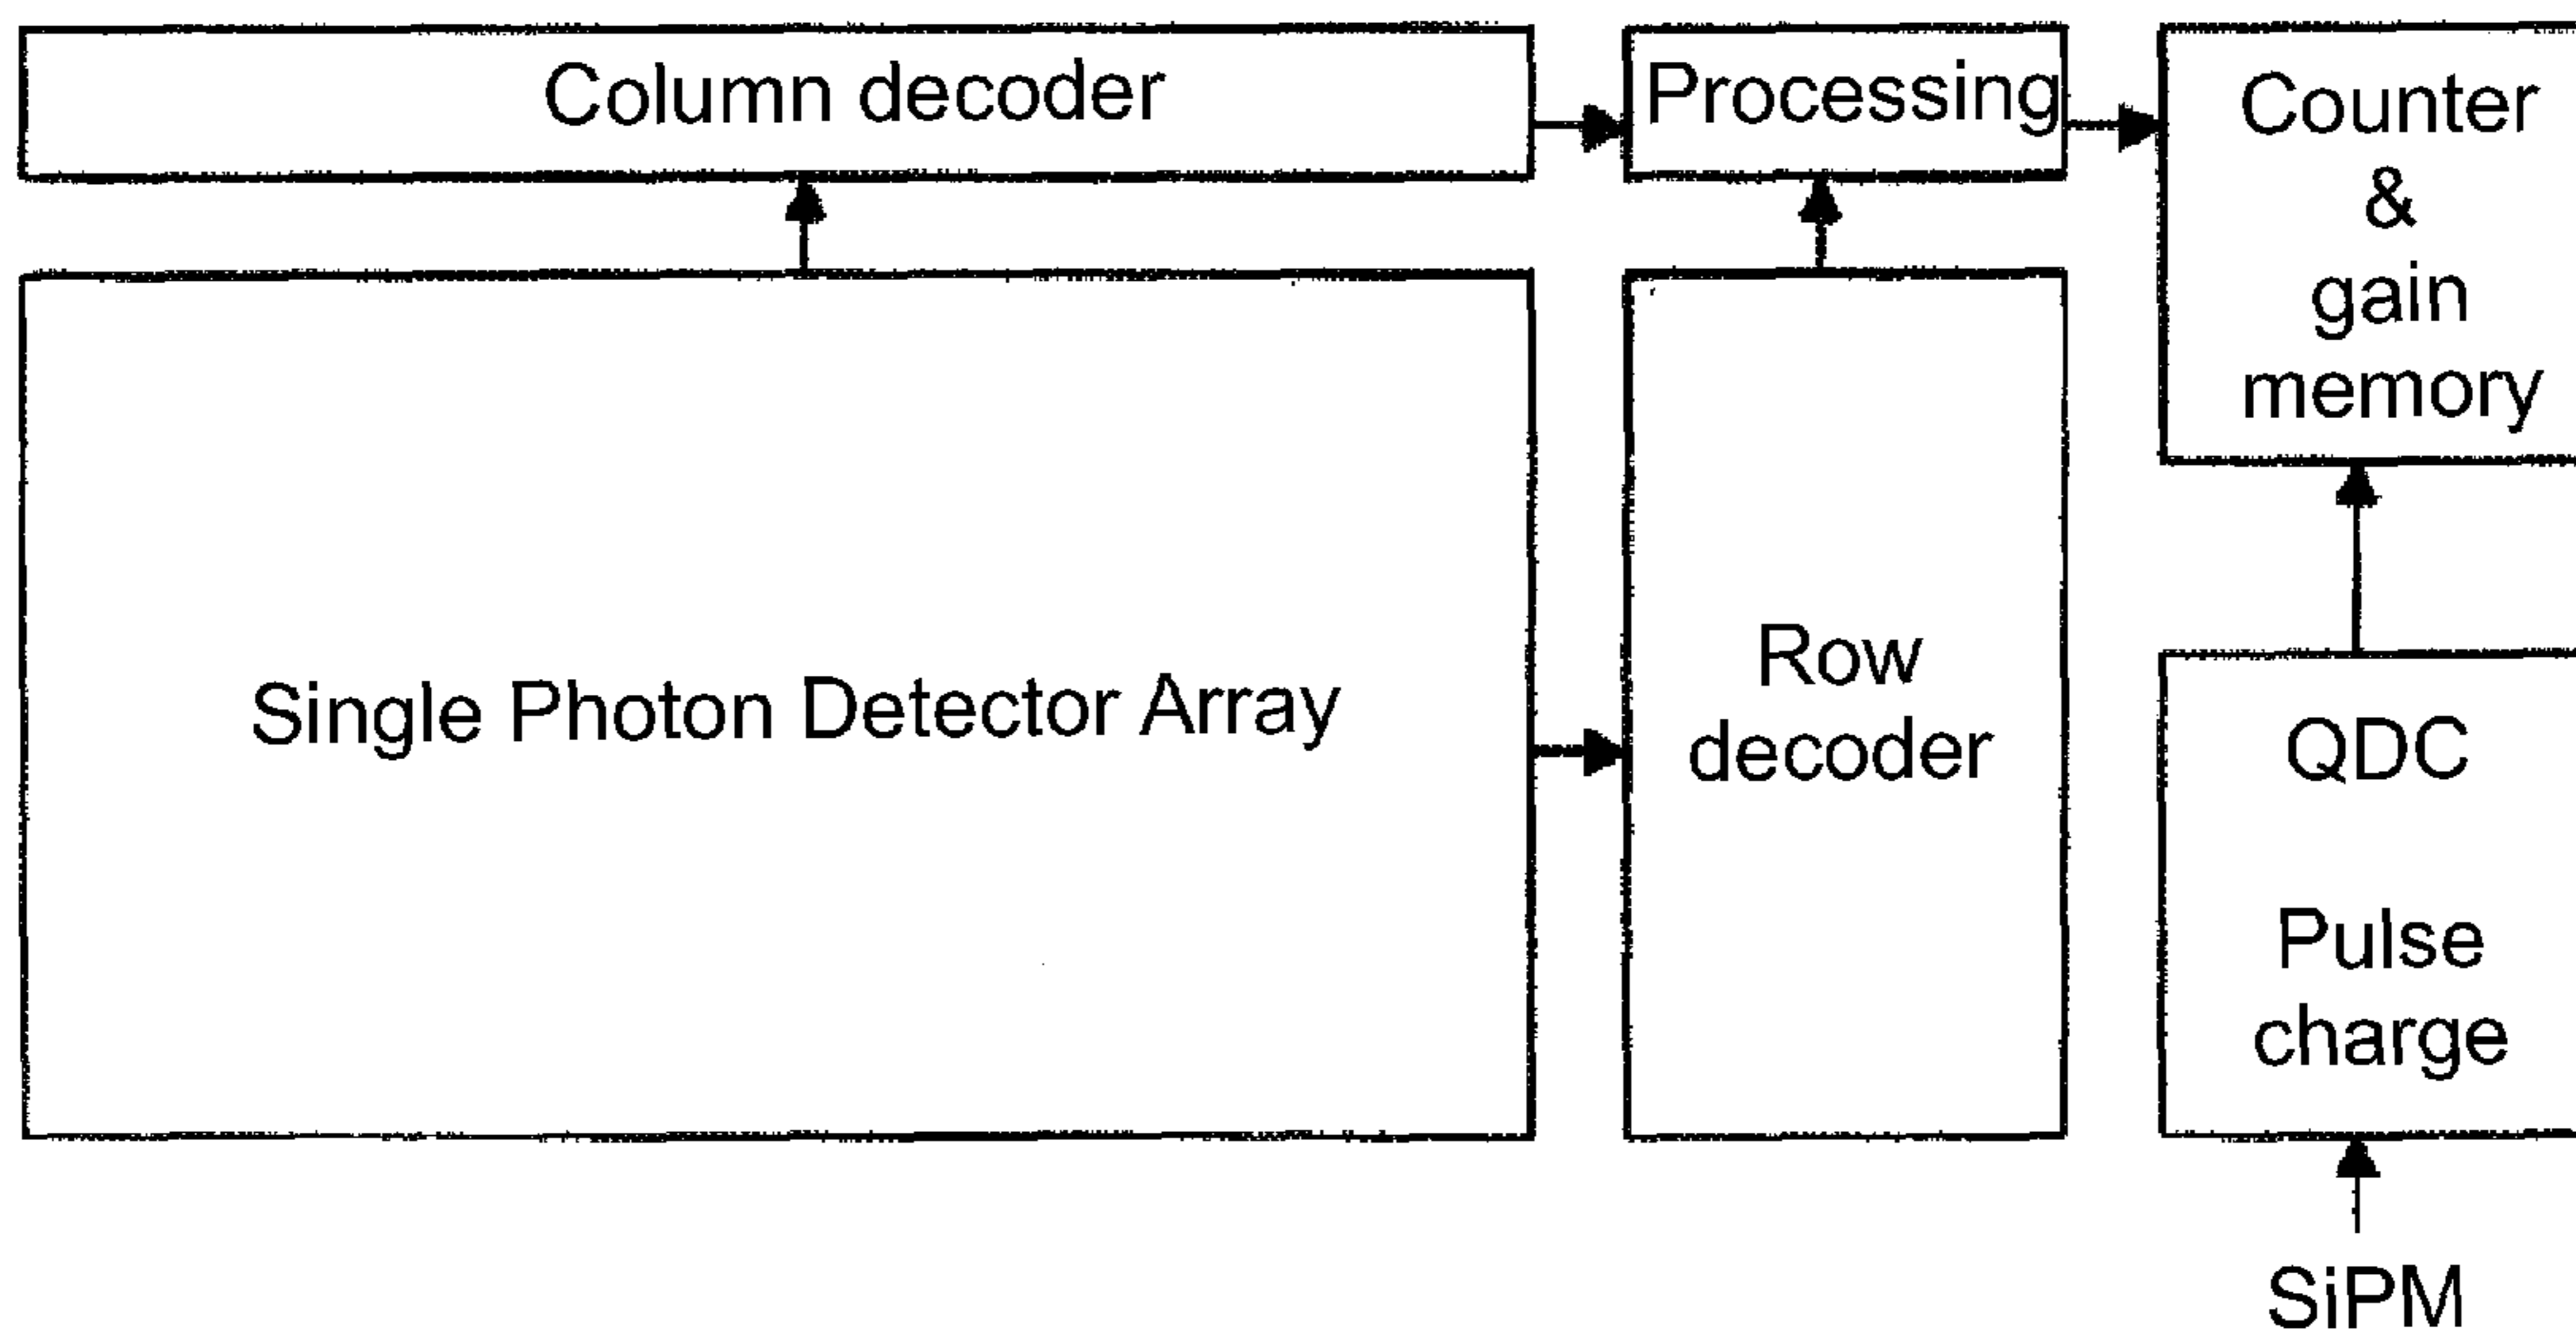 Column decoder
Processing
Counter
&
gain
memory
Single Photon Detector Array
Row
decoder
QDC
Pulse
charge
SiPM